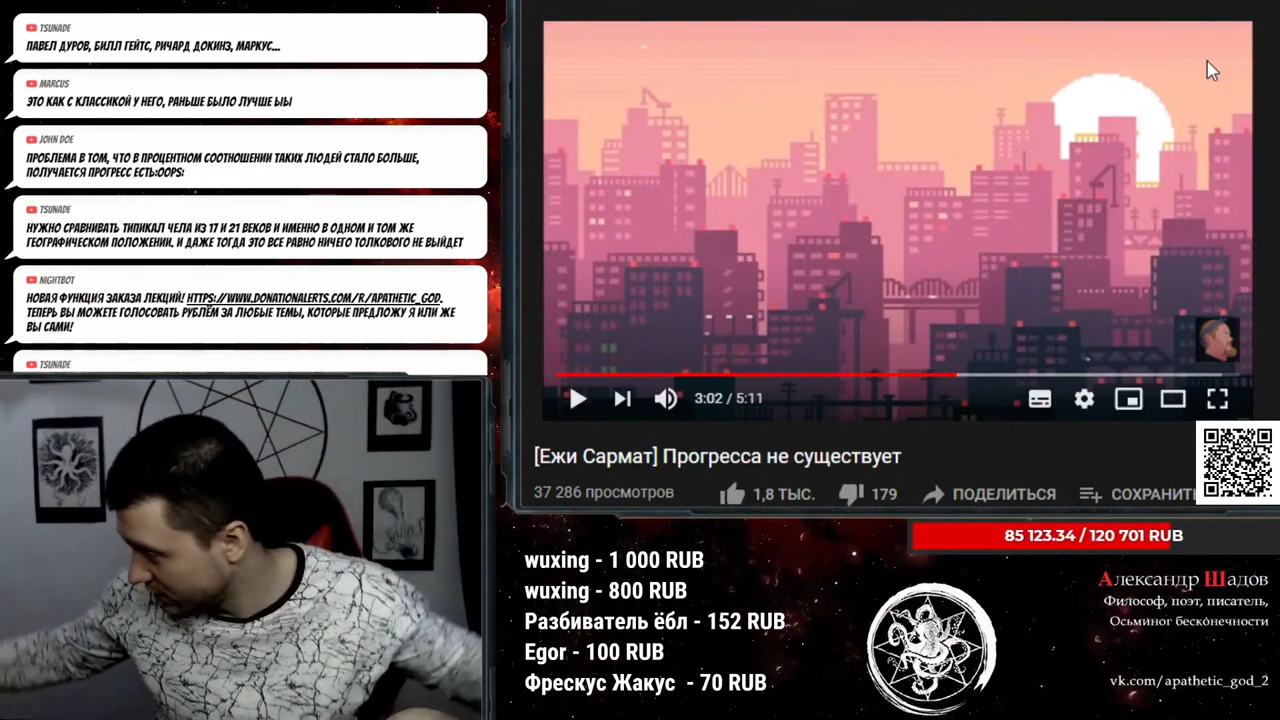 TSUNADE
ПАВЕЛ ДУРОВ, БИЛЛ ГЕЙТС, РИЧАРД ДОКИНЗ, МАРКУС...
MARCUS
ЭТО КАК С КЛАССИКОЙ У НЕГО, РАНЬШЕ БЫЛО ЛУЧШЕ ЫЫ
JOHN DOE
ПРОБЛЕМА В ТОМ, ЧТО В ПРОЦЕНТНОМ СООТНОШЕНИИ ТАКИХ ЛЮДЕЙ СТАЛО БОЛЬШЕ,
ПОЛУЧАЕТСЯ ПРОГРЕСС ЕСТЬ:OOPS:
TSUNADE
НУЖНО СРАВНИВАТЬ ТИПИКАЛ ЧЕЛА ИЗ 17 И 21 ВЕКОВ И ИМЕННО В ОДНОМ И ТОМ ЖЕ
ГЕОГРАФИЧЕСКОМ ПОЛОЖЕНИИ. И ДАЖЕ ТОГДА ЭТО ВСЕ РАВНО НИЧЕГО ТОЛКОВОГО НЕ ВЫЙДЕТ
NIGHTBOT
НОВАЯ ФУНКЦИЯ ЗАКАЗА ЛЕКЦИЙ! HTTPS://WWW.DONATIONALERTS.COM/R/APATHETIC_GOD.
ТЕПЕРЬ ВЫ МОЖЕТЕ ГОЛОСОВАТЬ РУБЛЁМ ЗА ЛЮБЫЕ ТЕМЫ, КОТОРЫЕ ПРЕДЛОЖУ Я ИЛИ ЖЕ
ВЫ САМИ!
TSUNADE
3:02 / 5:11
[Ежи Сармат] Прогресса не существует
37 286 просмотров
1,8 ТЫС.
179
ПОДЕЛИТЬСЯ
СОХРАНИТЬ
85 123.34 / 120 701 RUB
wuxing - 1 000 RUB
wuxing - 800 RUB
Разбиватель ёбл - 152 RUB
Egor - 100 RUB
Фрескус Жакус - 70 RUB
Александр Шадов
Философ, поэт, писатель,
Осьминог бесконечности
vk.com/apathetic_god_2